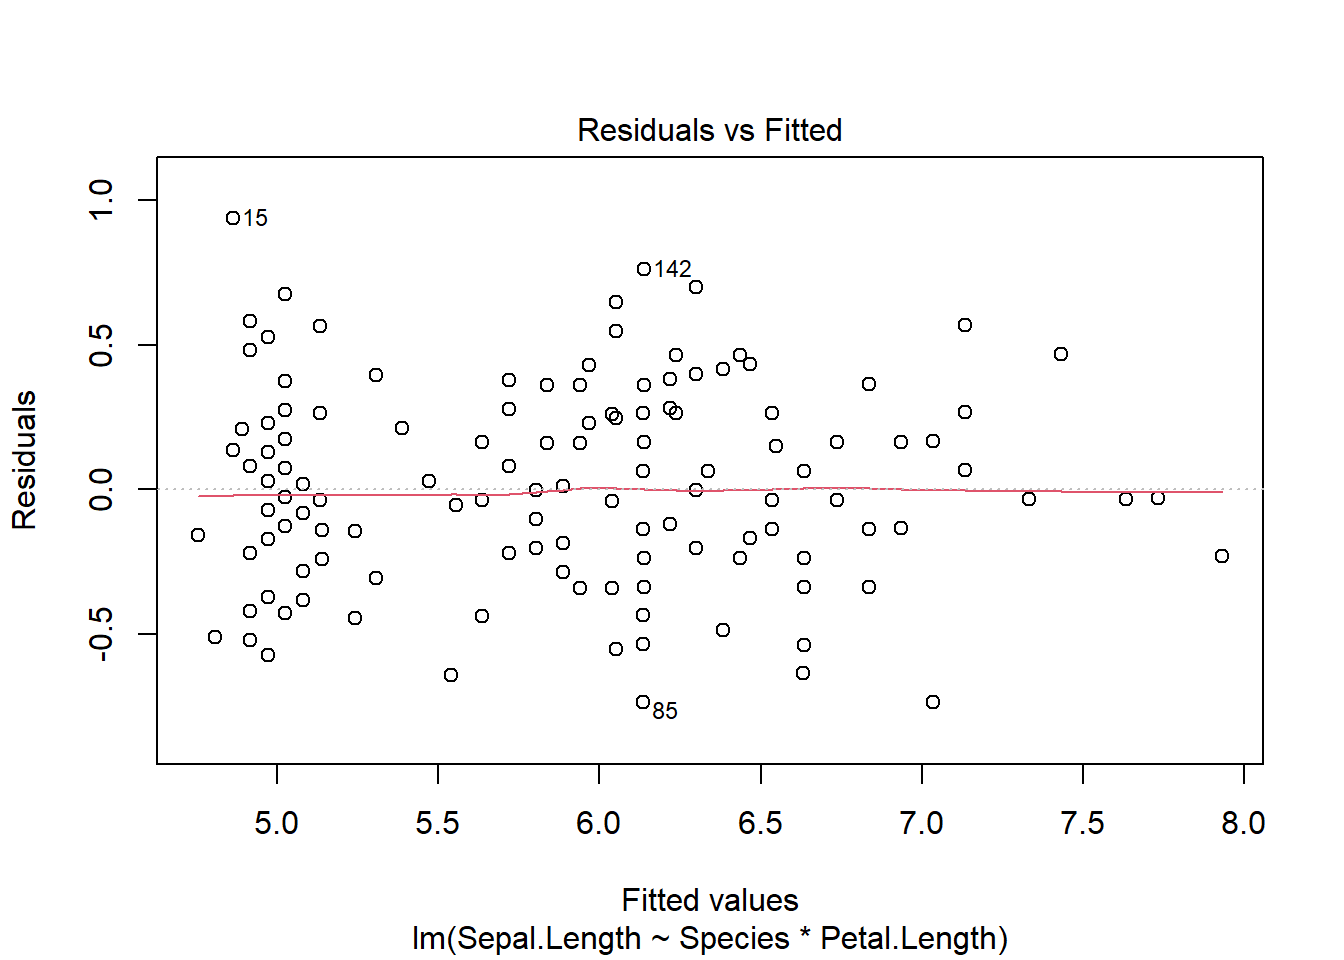 Residuals vs Fitted
Residuals
1.0
0.5
0.0
-0.5
15
142
85
5.0 5.5 6.0 6.5 7.0 7.5 8.0
Fitted values
lm(Sepal.Length ~ Species * Petal.Length)